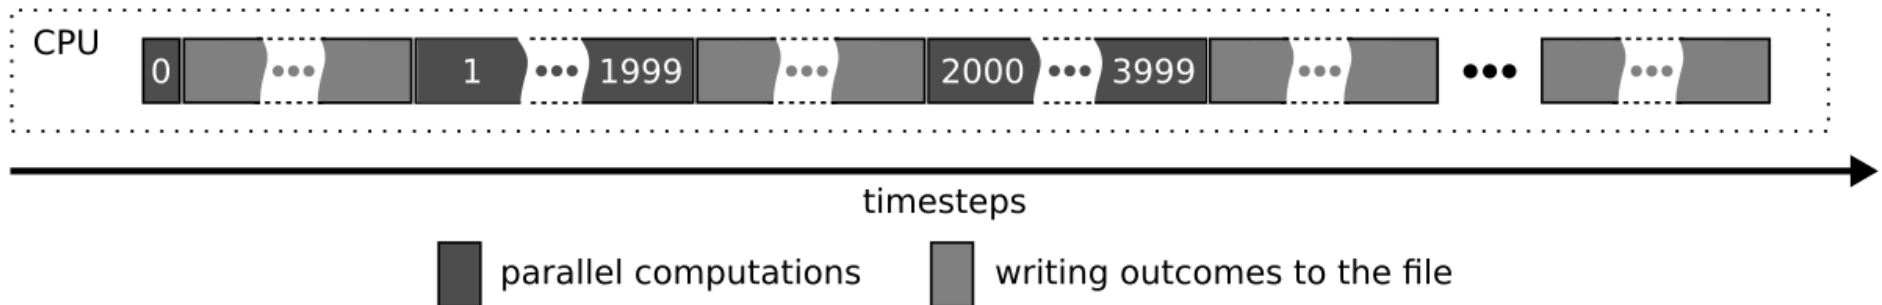 CPU
0 1 1999 2000 3999
timesteps
parallel computations writing outcomes to the file